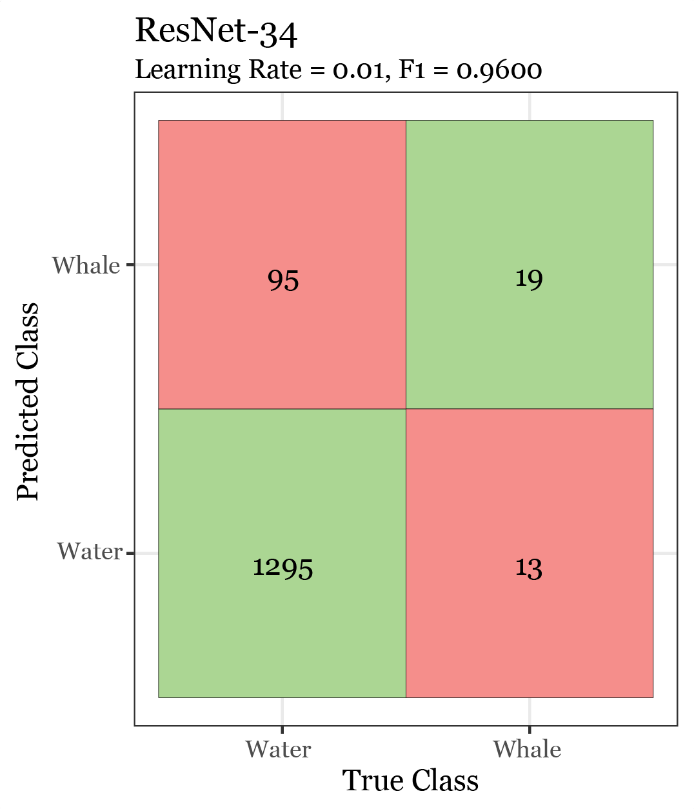 ResNet-34
Learning Rate = 0.01, F1 = 0.9600
Whale
95
19
Predicted Class
Water
1295
13
Water
Whale
True Class